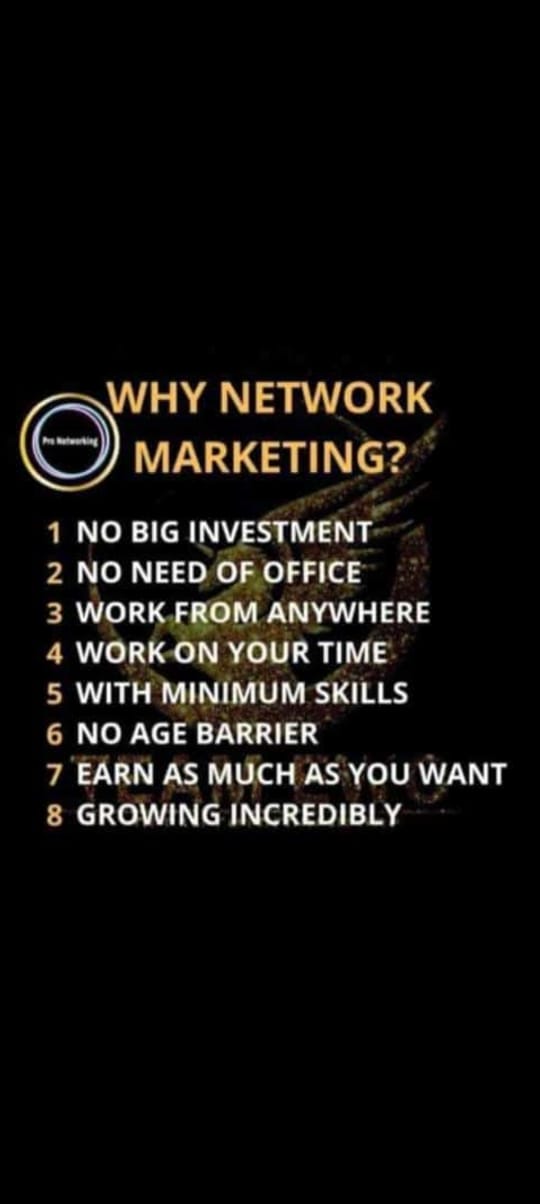 WHY NETWORK
MARKETING?
Pro Networking
1 NO BIG INVESTMENT
2 NO NEED OF OFFICE
3 WORK FROM ANYWHERE
4 WORK ON YOUR TIME
5 WITH MINIMUM SKILLS
6 NO AGE BARRIER
7 EARN AS MUCH AS YOU WANT
8 GROWING INCREDIBLY